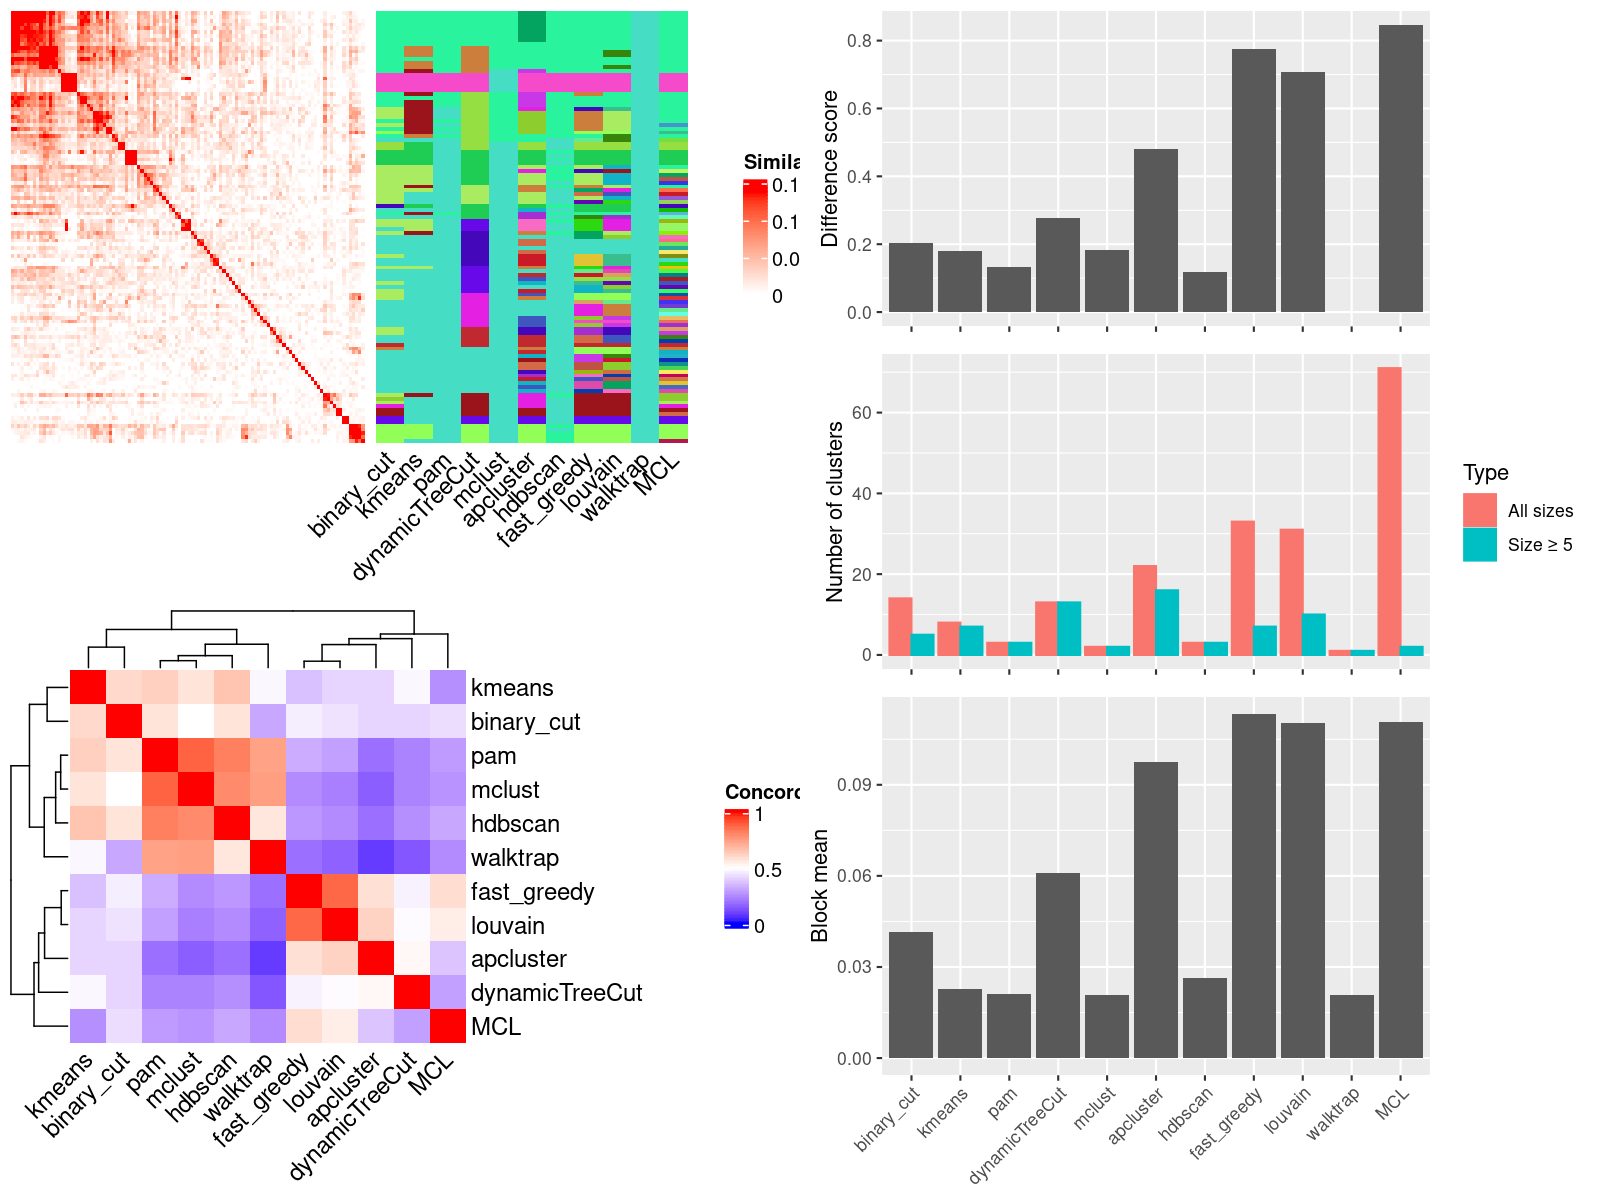 Simila
0.1
0.1
0.0
0
binary_cut
kmeans
pam
dynamicTreeCut
mclust
apcluster
hdbscan
fast_greedy
louvain
walktrap
MCL
kmeans
binary_cut
pam
mclust
hdbscan
walktrap
fast_greedy
louvain
apcluster
dynamicTreeCut
MCL
kmeans
binary_cut
pam
mclust
hdbscan
walktrap
fast_greedy
louvain
apcluster
dynamicTreeCut
MCL
Concord
1
0.5
0
Difference score
0.8
0.6
0.4
0.2
0.0
Number of clusters
60
40
20
0
Type
All sizes
Size ≥ 5
Block mean
0.09
0.06
0.03
0.00
binary_cut
kmeans
pam
dynamicTreeCut
mclust
apcluster
hdbscan
fast_greedy
louvain
walktrap
MCL